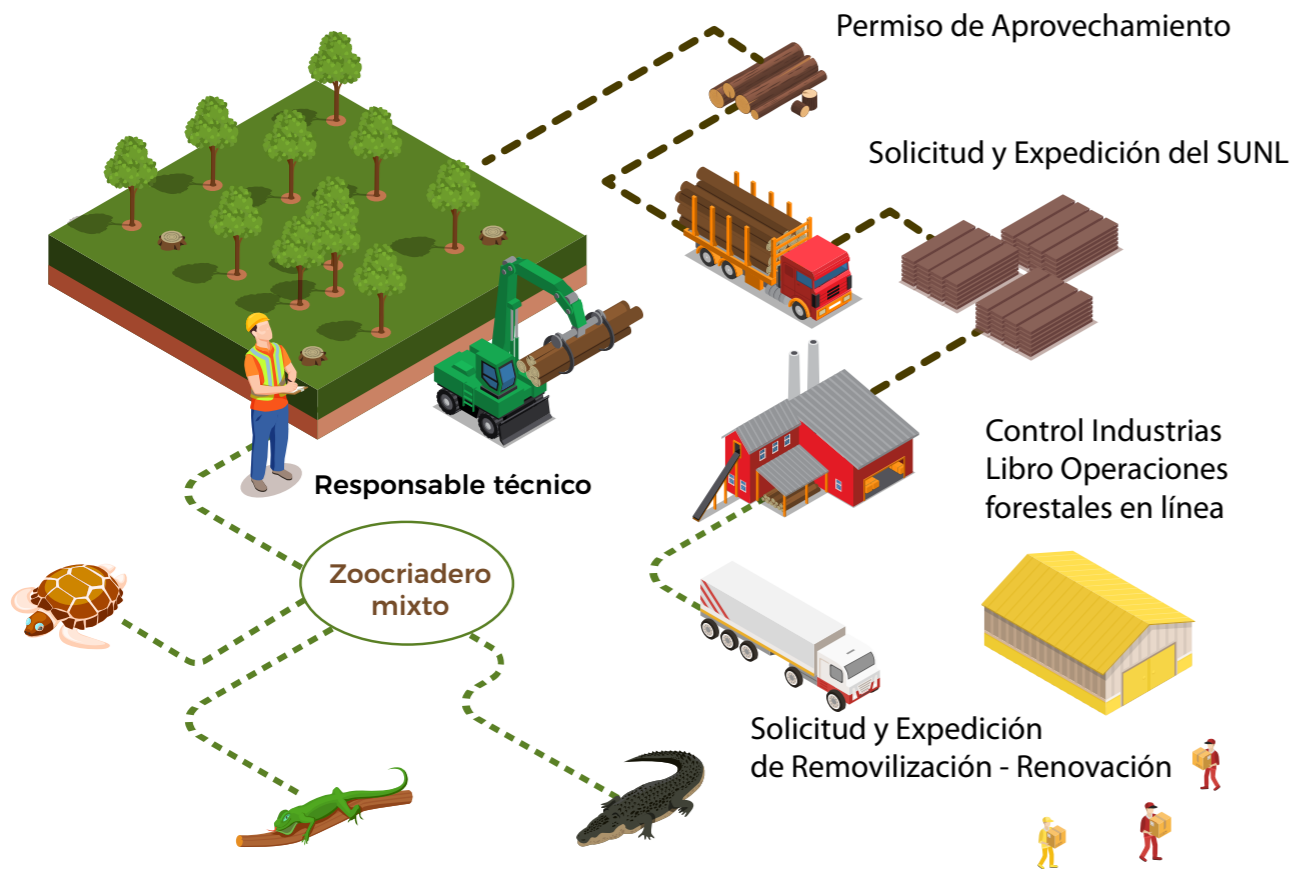 Permiso de Aprovechamiento
Solicitud y Expedición del SUNL
Control Industrias
Libro Operaciones
forestales en línea
Responsable técnico
Zoocriadero
mixto
Solicitud y Expedición
de Removilización - Renovación